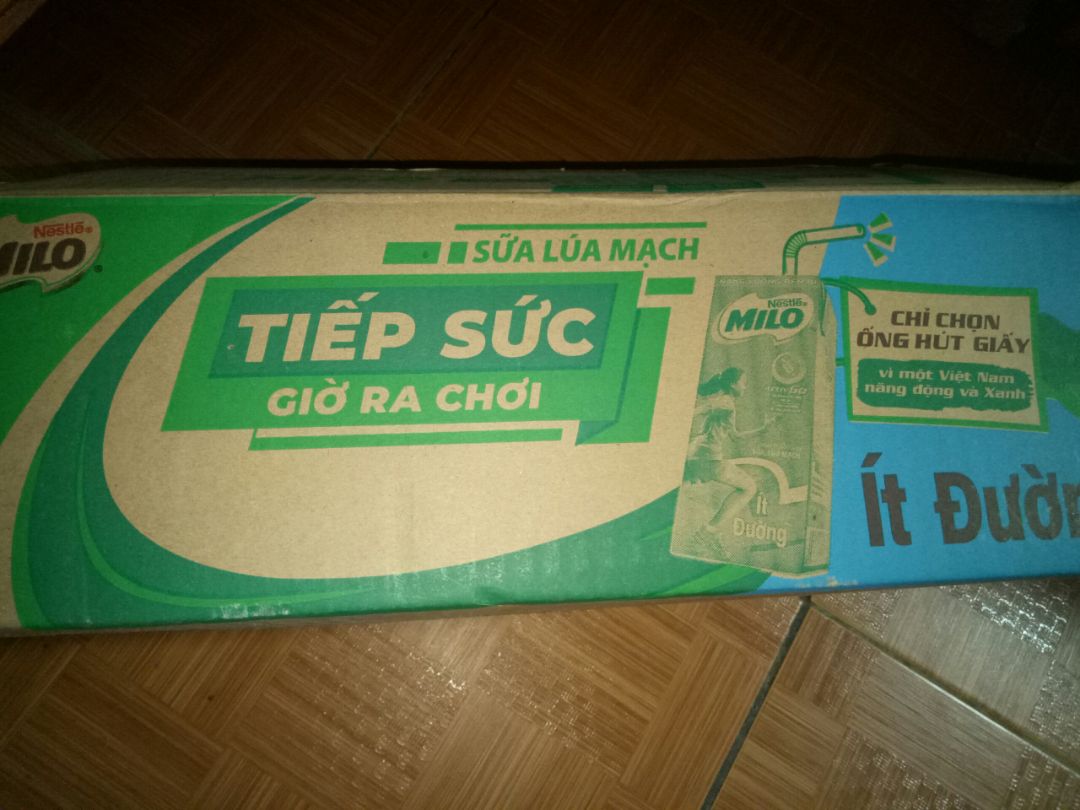 Nestlé
MILO
SỮA LÚA MẠCH
TIẾP SỨC
GIỜ RA CHƠI
Nestlé
MILO
Ít
Đường
CHỈ CHỌN
ỐNG HÚT GIẤY
vì một Việt Nam
năng động và Xanh
Ít Đườn